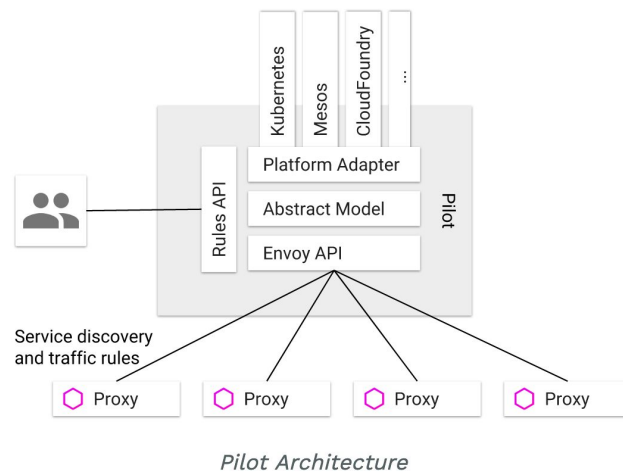 Kubernetes
Mesos
CloudFoundry
...
Platform Adapter
Rules API
Abstract Model
Pilot
Envoy API
Service discovery
and traffic rules
Proxy
Proxy
Proxy
Proxy
Pilot Architecture